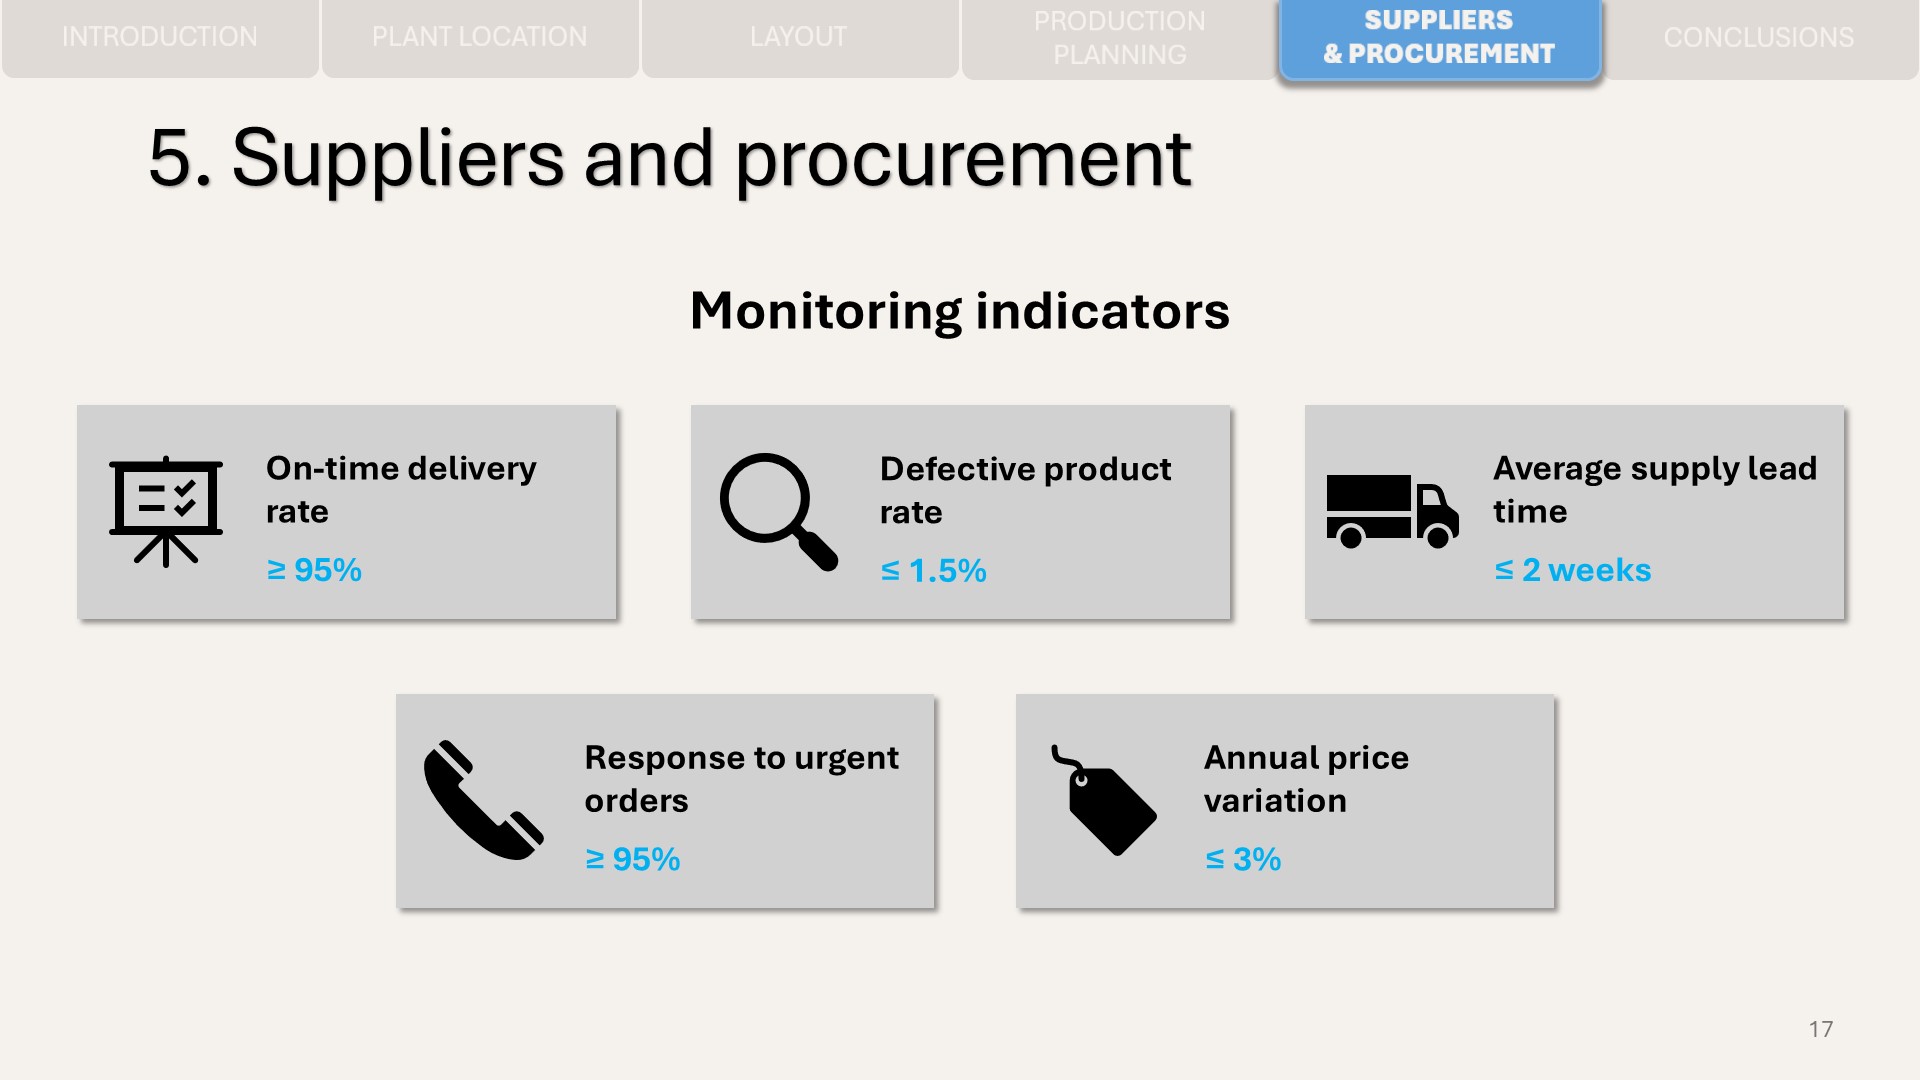 INTRODUCTION
PLANT LOCATION
LAYOUT
PRODUCTION
PLANNING
SUPPLIERS
& PROCUREMENT
CONCLUSIONS
5. Suppliers and procurement
Monitoring indicators
On-time delivery
rate
≥ 95%
Defective product
rate
≤ 1.5%
Average supply lead
time
≤ 2 weeks
Response to urgent
orders
≥ 95%
Annual price
variation
≤ 3%
17